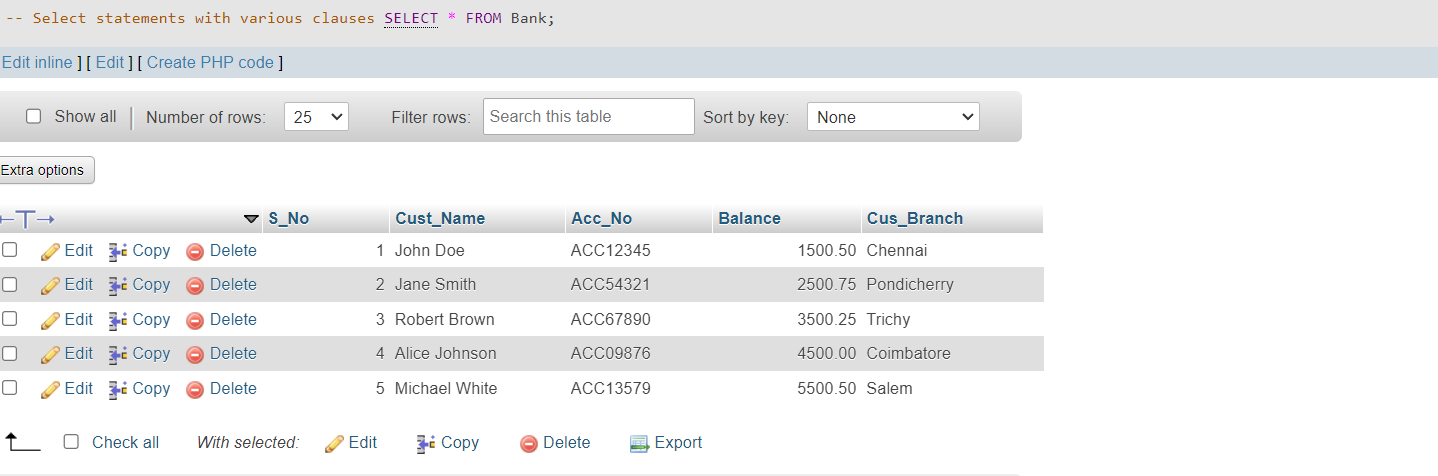 -- Select statements with various clauses SELECT * FROM Bank;
Edit inline ] [ Edit ] [ Create PHP code ]
Show all Number of rows: 25 Filter rows: Search this table Sort by key: None
Extra options
←T→ S_No Cust_Name Acc_No Balance Cus_Branch
Edit Copy Delete 1 John Doe ACC12345 1500.50 Chennai
Edit Copy Delete 2 Jane Smith ACC54321 2500.75 Pondicherry
Edit Copy Delete 3 Robert Brown ACC67890 3500.25 Trichy
Edit Copy Delete 4 Alice Johnson ACC09876 4500.00 Coimbatore
Edit Copy Delete 5 Michael White ACC13579 5500.50 Salem
Check all With selected: Edit Copy Delete Export